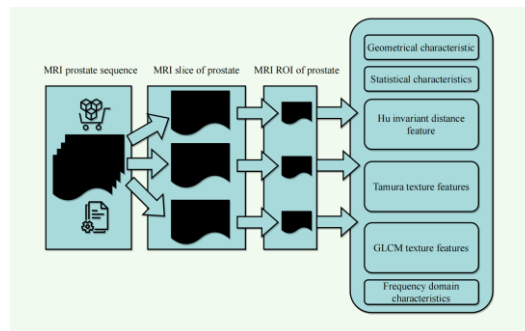 MRI prostate sequence
MRI slice of prostate
MRI ROI of prostate
Geometrical characteristic
Statistical characteristics
Hu invariant distance
feature
Tamura texture features
GLCM texture features
Frequency domain
characteristics